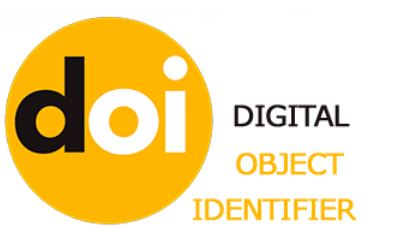 doi
DIGITAL
OBJECT
IDENTIFIER